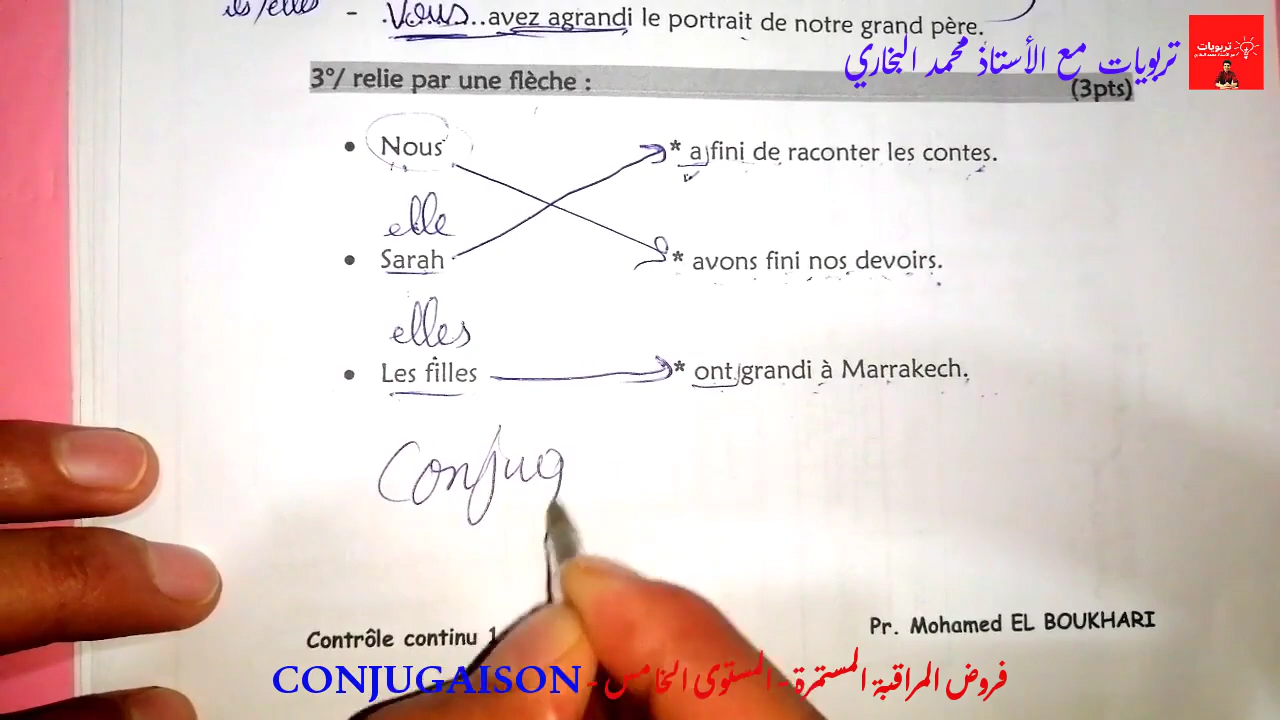 ils/elles - .Vous..avez agrandi le portrait de notre grand père.
تربويات مع الأستاذ محمد البخاري
تربويات
3°/ relie par une flèche : (3pts)
• Nous * a fini de raconter les contes.
elle
• Sarah * avons fini nos devoirs.
elles
• Les filles * ont grandi à Marrakech.
Conjug
Contrôle continu 1 Pr. Mohamed EL BOUKHARI
فروض المراقبة المستمرة - المستوى الخامس - CONJUGAISON